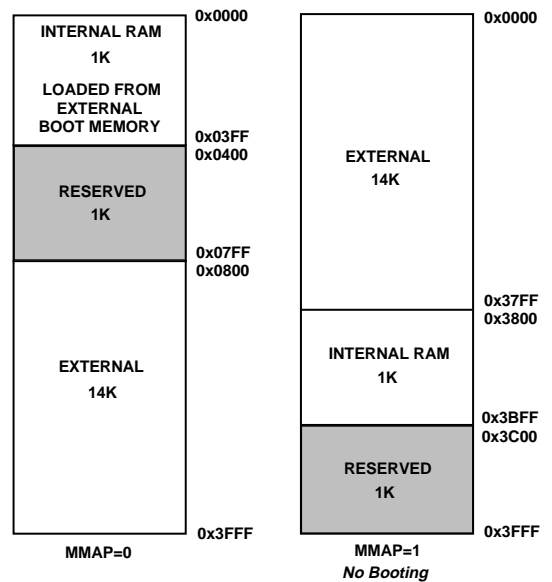 0x0000
INTERNAL RAM
1K
LOADED FROM
EXTERNAL
BOOT MEMORY
0x03FF
0x0400
RESERVED
1K
0x07FF
0x0800
EXTERNAL
14K
0x3FFF
MMAP=0
0x0000
EXTERNAL
14K
0x37FF
0x3800
INTERNAL RAM
1K
0x3BFF
0x3C00
RESERVED
1K
0x3FFF
MMAP=1
No Booting